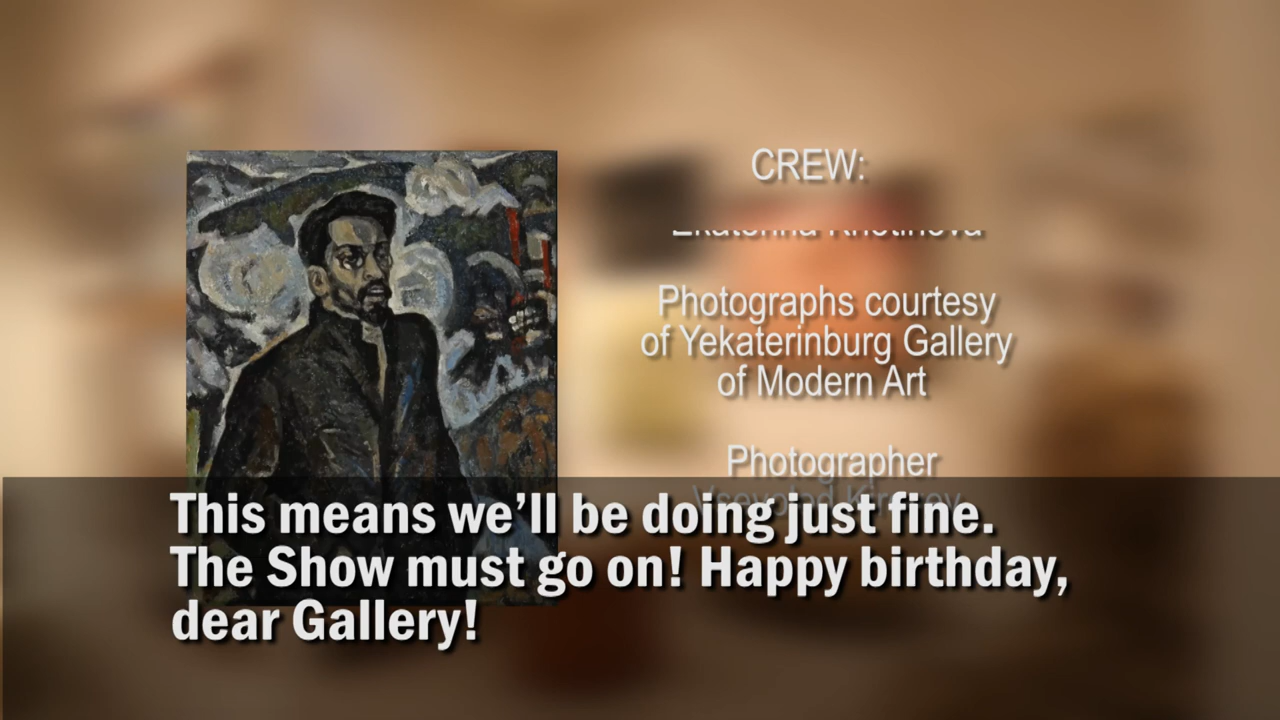 CREW:
Photographs courtesy
of Yekaterinburg Gallery
of Modern Art
Photographer
This means we’ll be doing just fine.
The Show must go on! Happy birthday,
dear Gallery!